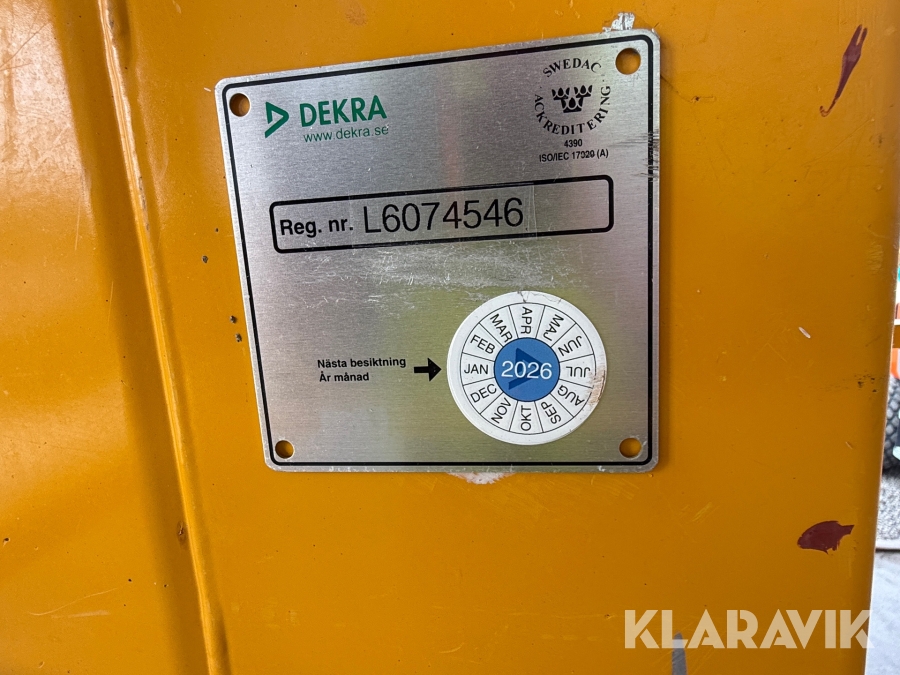 DEKRA
www.dekra.se
SWEDAC
ACKREDITERING
4390
ISO/IEC 17020 (A)
Reg. nr. L6074546
Nästa besiktning
År månad
JAN
FEB
MAR
APR
MAJ
JUN
JUL
AUG
SEP
OKT
NOV
DEC
2026
KLARAVIK